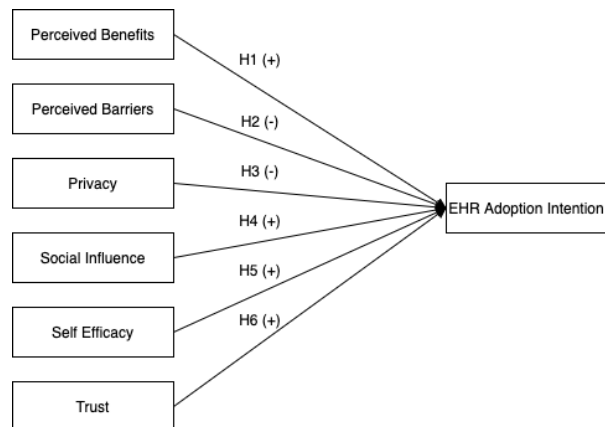 Perceived Benefits
H1 (+)
Perceived Barriers
H2 (-)
Privacy
H3 (-)
EHR Adoption Intention
Social Influence
H4 (+)
Self Efficacy
H5 (+)
H6 (+)
Trust